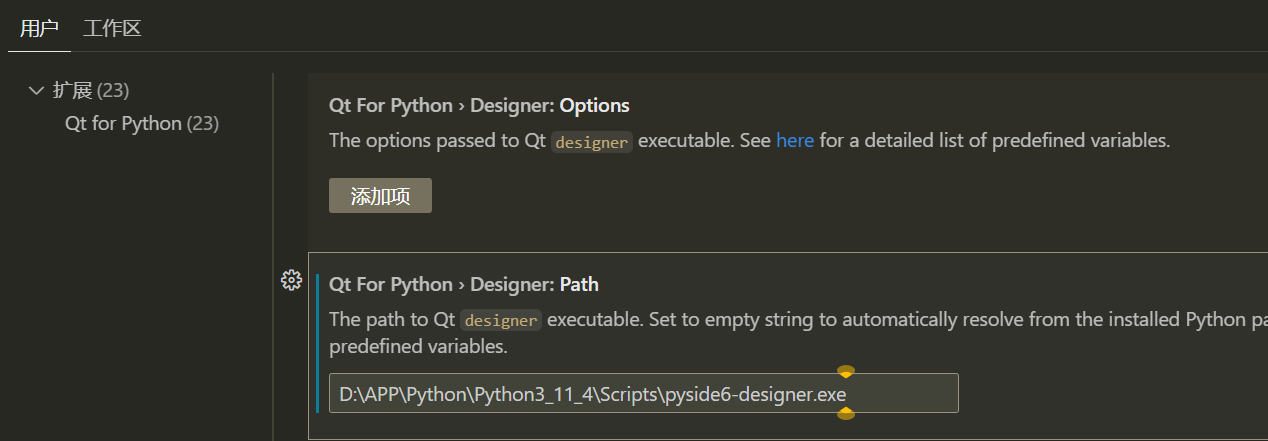 用户 工作区
扩展 (23)
Qt for Python (23)
Qt For Python › Designer: Options
The options passed to Qt designer executable. See here for a detailed list of predefined variables.
添加项
Qt For Python › Designer: Path
The path to Qt designer executable. Set to empty string to automatically resolve from the installed Python pa
predefined variables.
D:\APP\Python\Python3_11_4\Scripts\pyside6-designer.exe